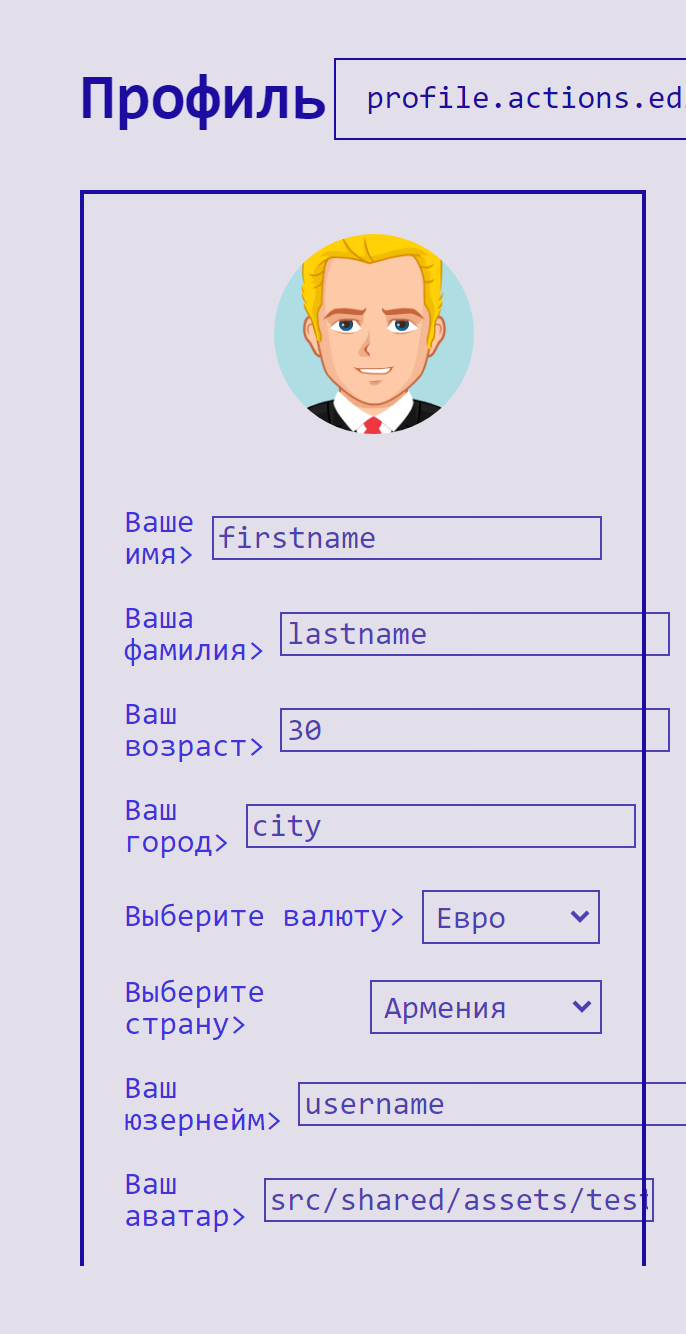 Профиль profile.actions.ed
Ваше
имя> firstname
Ваша
фамилия> lastname
Ваш
возраст> 30
Ваш
город> city
Выберите валюту> Евро
Выберите
страну> Армения
Ваш
юзернейм> username
Ваш
аватар> src/shared/assets/test